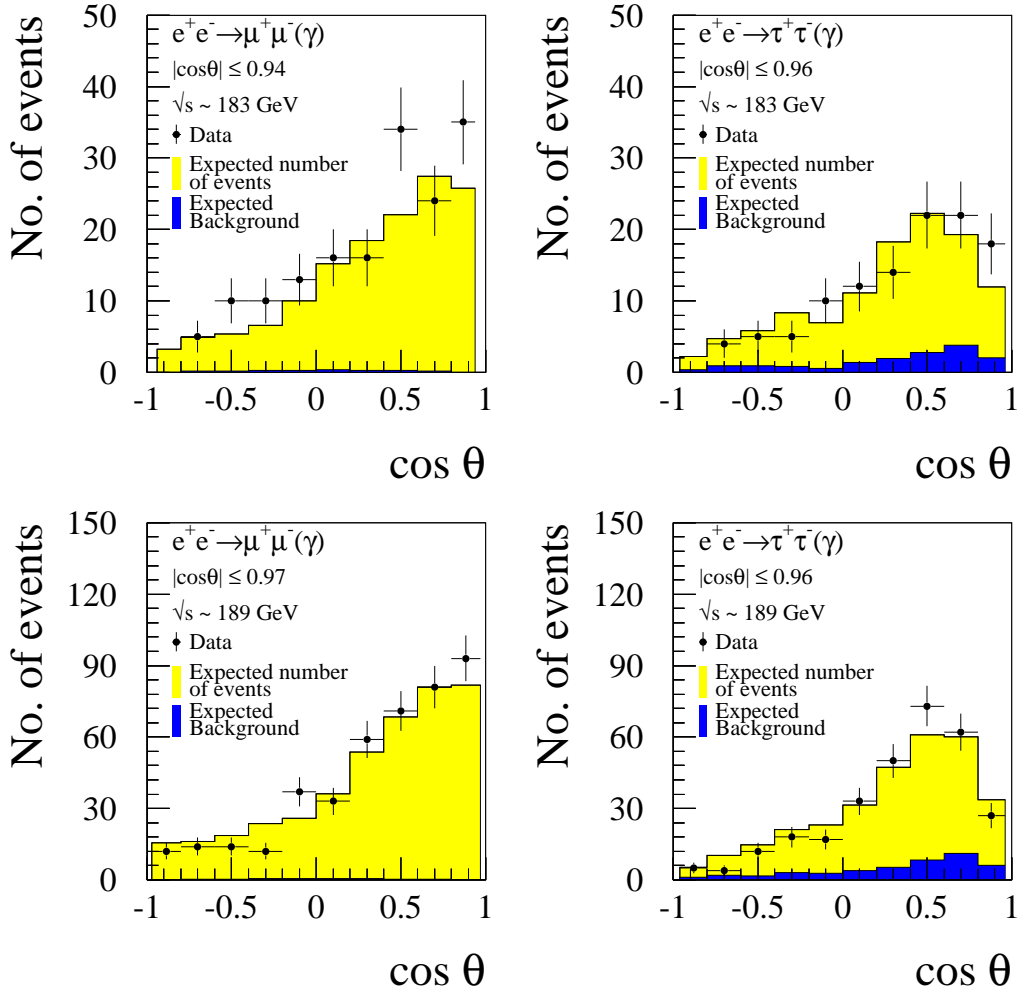 No. of events
50
40
30
20
10
0
e⁺e⁻→μ⁺μ⁻(γ)
|cosθ| ≤ 0.94
√s ~ 183 GeV
Data
Expected number
of events
Expected
Background
-1 -0.5 0 0.5 1
cos θ
No. of events
50
40
30
20
10
0
e⁺e⁻→τ⁺τ⁻(γ)
|cosθ| ≤ 0.96
√s ~ 183 GeV
Data
Expected number
of events
Expected
Background
-1 -0.5 0 0.5 1
cos θ
No. of events
150
120
90
60
30
0
e⁺e⁻→μ⁺μ⁻(γ)
|cosθ| ≤ 0.97
√s ~ 189 GeV
Data
Expected number
of events
Expected
Background
-1 -0.5 0 0.5 1
cos θ
No. of events
150
120
90
60
30
0
e⁺e⁻→τ⁺τ⁻(γ)
|cosθ| ≤ 0.96
√s ~ 189 GeV
Data
Expected number
of events
Expected
Background
-1 -0.5 0 0.5 1
cos θ